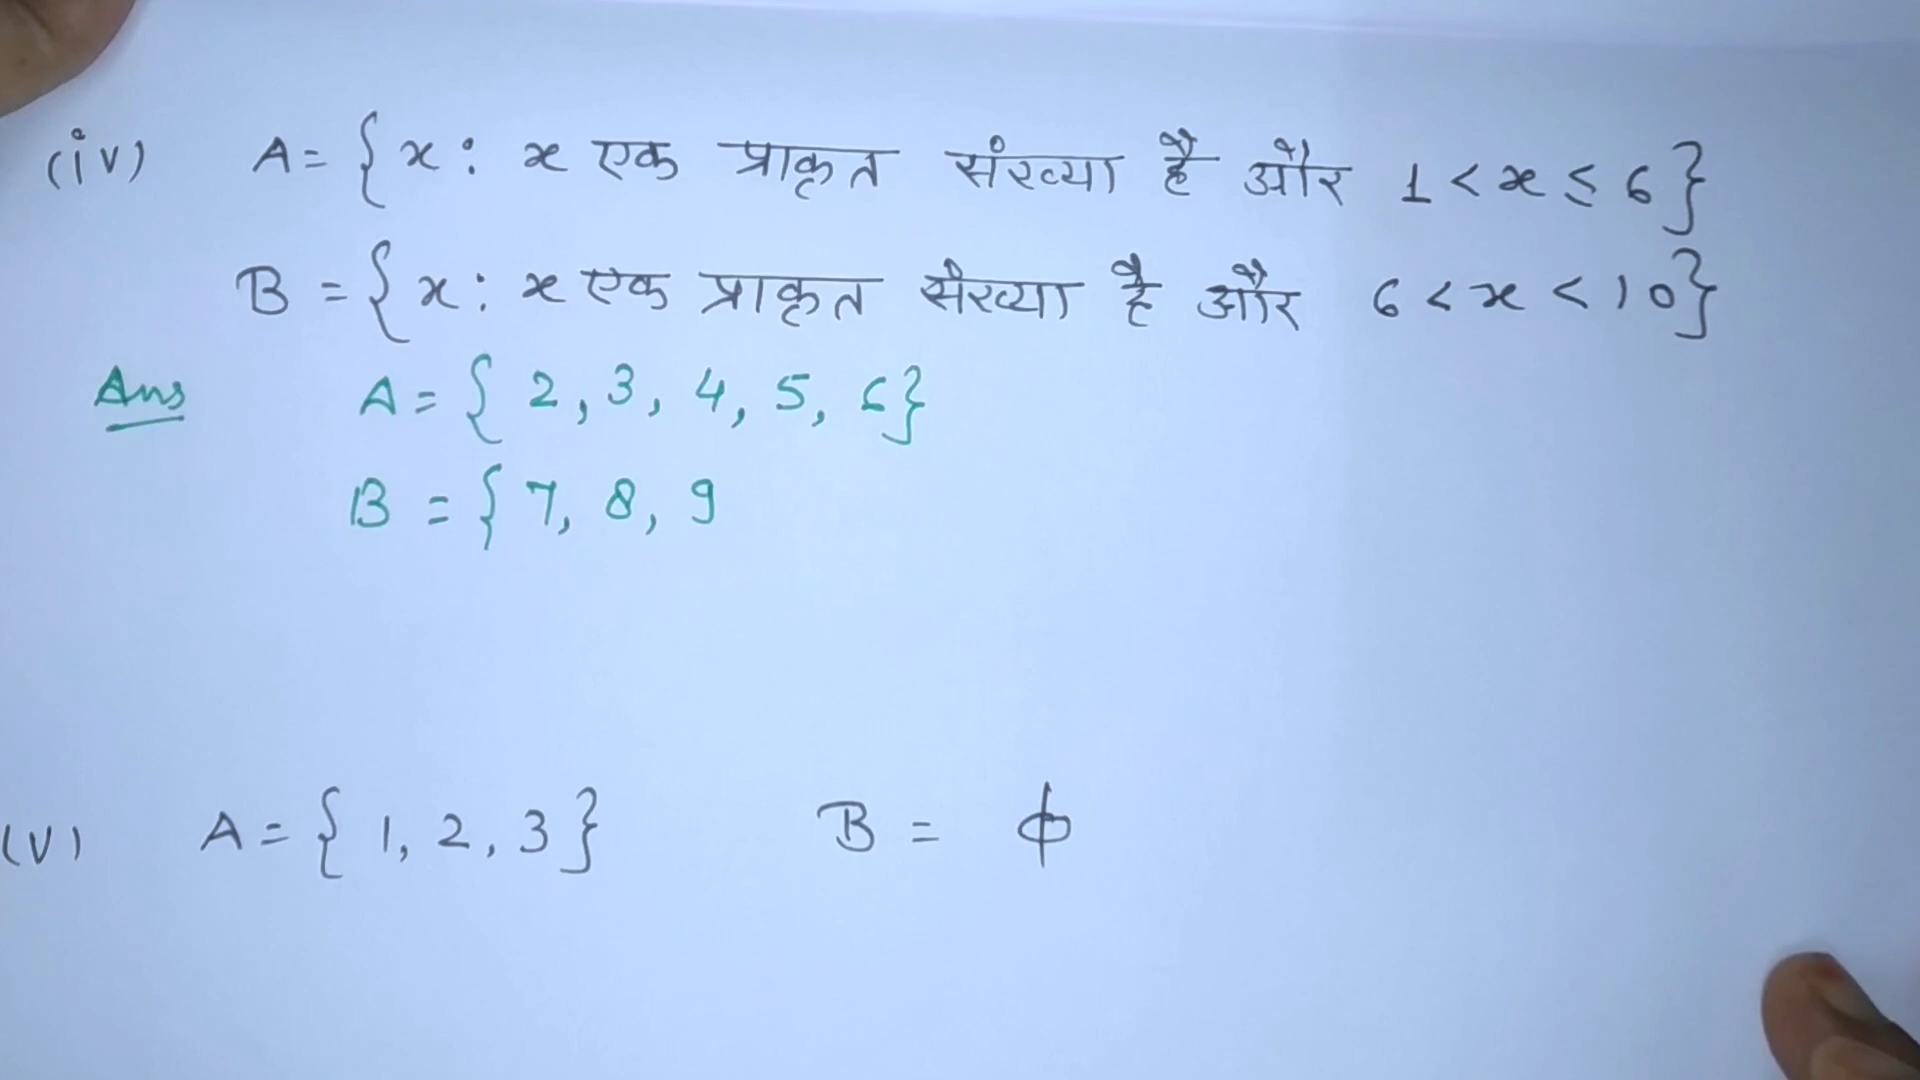 (iv) A = { x : x एक प्राकृत संख्या है और 1 < x ≤ 6 }
B = { x : x एक प्राकृत संख्या है और 6 < x < 10 }
Ans A = { 2, 3, 4, 5, 6 }
B = { 7, 8, 9
(v) A = { 1, 2, 3 } B = ϕ